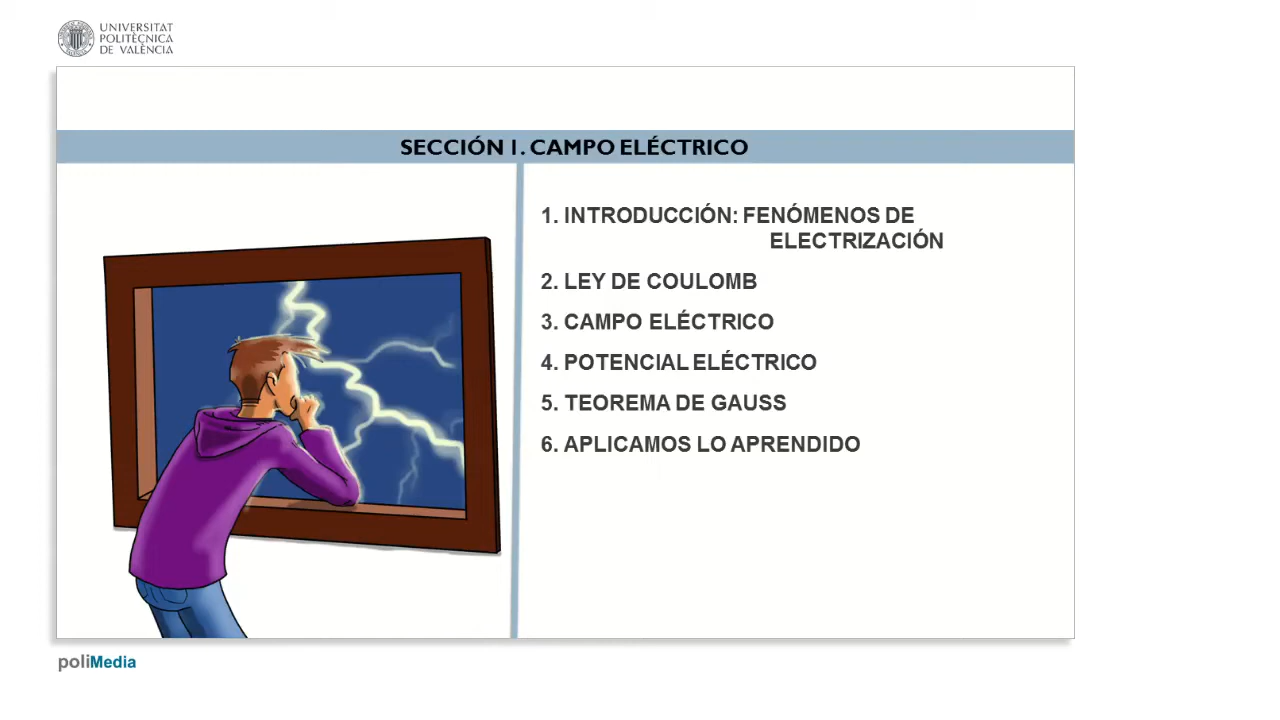 UNIVERSITAT
POLITÈCNICA
DE VALÈNCIA
SECCIÓN 1. CAMPO ELÉCTRICO
1. INTRODUCCIÓN: FENÓMENOS DE
ELECTRIZACIÓN
2. LEY DE COULOMB
3. CAMPO ELÉCTRICO
4. POTENCIAL ELÉCTRICO
5. TEOREMA DE GAUSS
6. APLICAMOS LO APRENDIDO
poliMedia